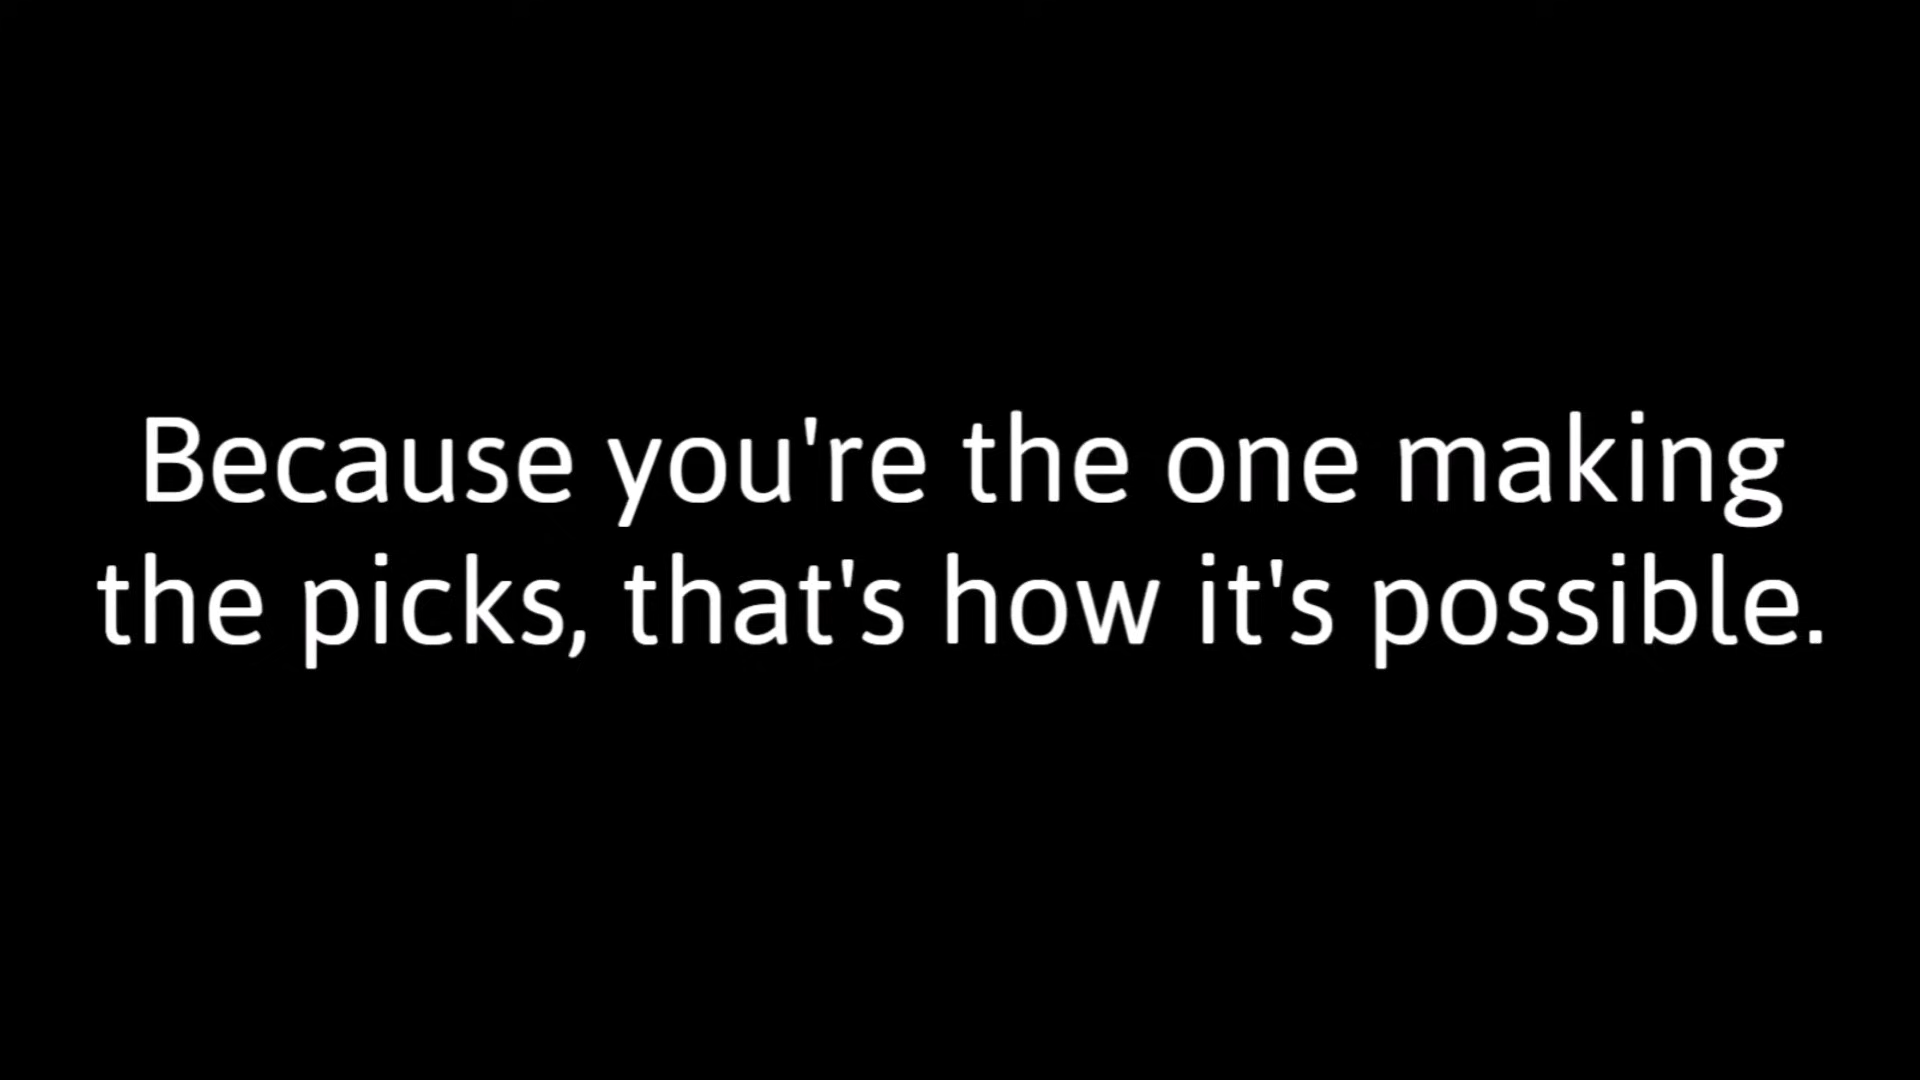 Because you're the one making
the picks, that's how it's possible.